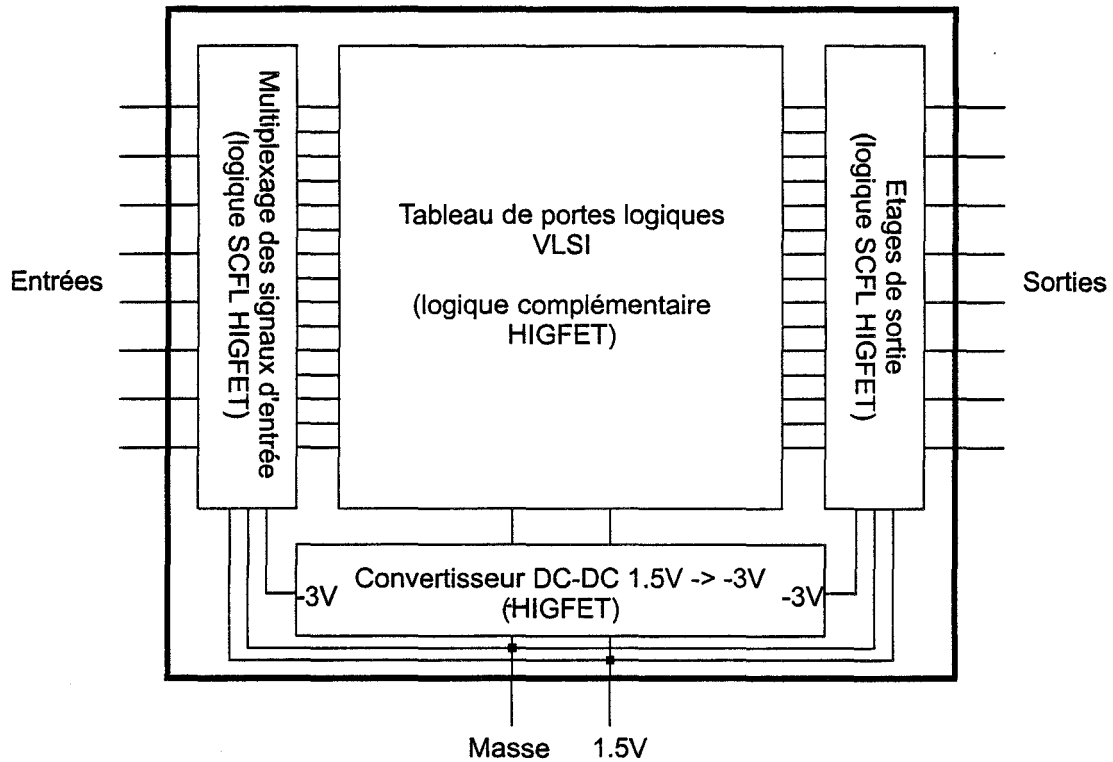 Entrées
Multiplexage des signaux d'entrée
(logique SCFL HIGFET)
Tableau de portes logiques
VLSI
(logique complémentaire
HIGFET)
Etages de sortie
(logique SCFL HIGFET)
Sorties
-3V
Convertisseur DC-DC 1.5V -> -3V
(HIGFET)
-3V
Masse
1.5V